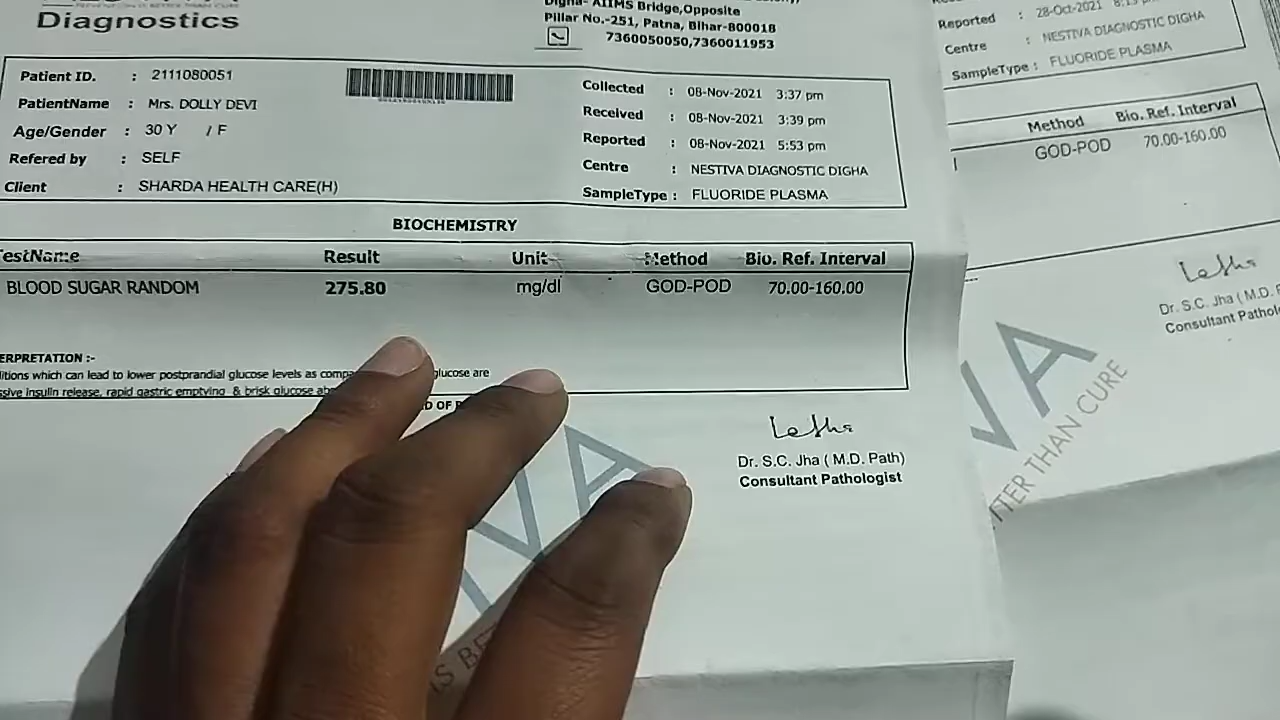 Diagnostics
Digha- AIIMS Bridge,Opposite
Pillar No.-251, Patna, Bihar-800018
7360050050,7360011953
Patient ID. : 2111080051
PatientName : Mrs. DOLLY DEVI
Age/Gender : 30 Y / F
Refered by : SELF
Client : SHARDA HEALTH CARE(H)
Collected : 08-Nov-2021 3:37 pm
Received : 08-Nov-2021 3:39 pm
Reported : 08-Nov-2021 5:53 pm
Centre : NESTIVA DIAGNOSTIC DIGHA
SampleType : FLUORIDE PLASMA
BIOCHEMISTRY
TestName Result Unit Method Bio. Ref. Interval
BLOOD SUGAR RANDOM 275.80 mg/dl GOD-POD 70.00-160.00
ERPRETATION :-
itions which can lead to lower postprandial glucose levels as compa glucose are
ssive insulin release, rapid gastric emptying & brisk glucose ab
D OF R
Dr. S.C. Jha ( M.D. Path)
Consultant Pathologist
VA
IS BE
Reported : 28-Oct-2021
Centre : NESTIVA DIAGNOSTIC DIGHA
SampleType : FLUORIDE PLASMA
Method Bio. Ref. Interval
GOD-POD 70.00-160.00
Dr. S.C. Jha ( M.D. P
Consultant Pathol
VA
TTER THAN CURE